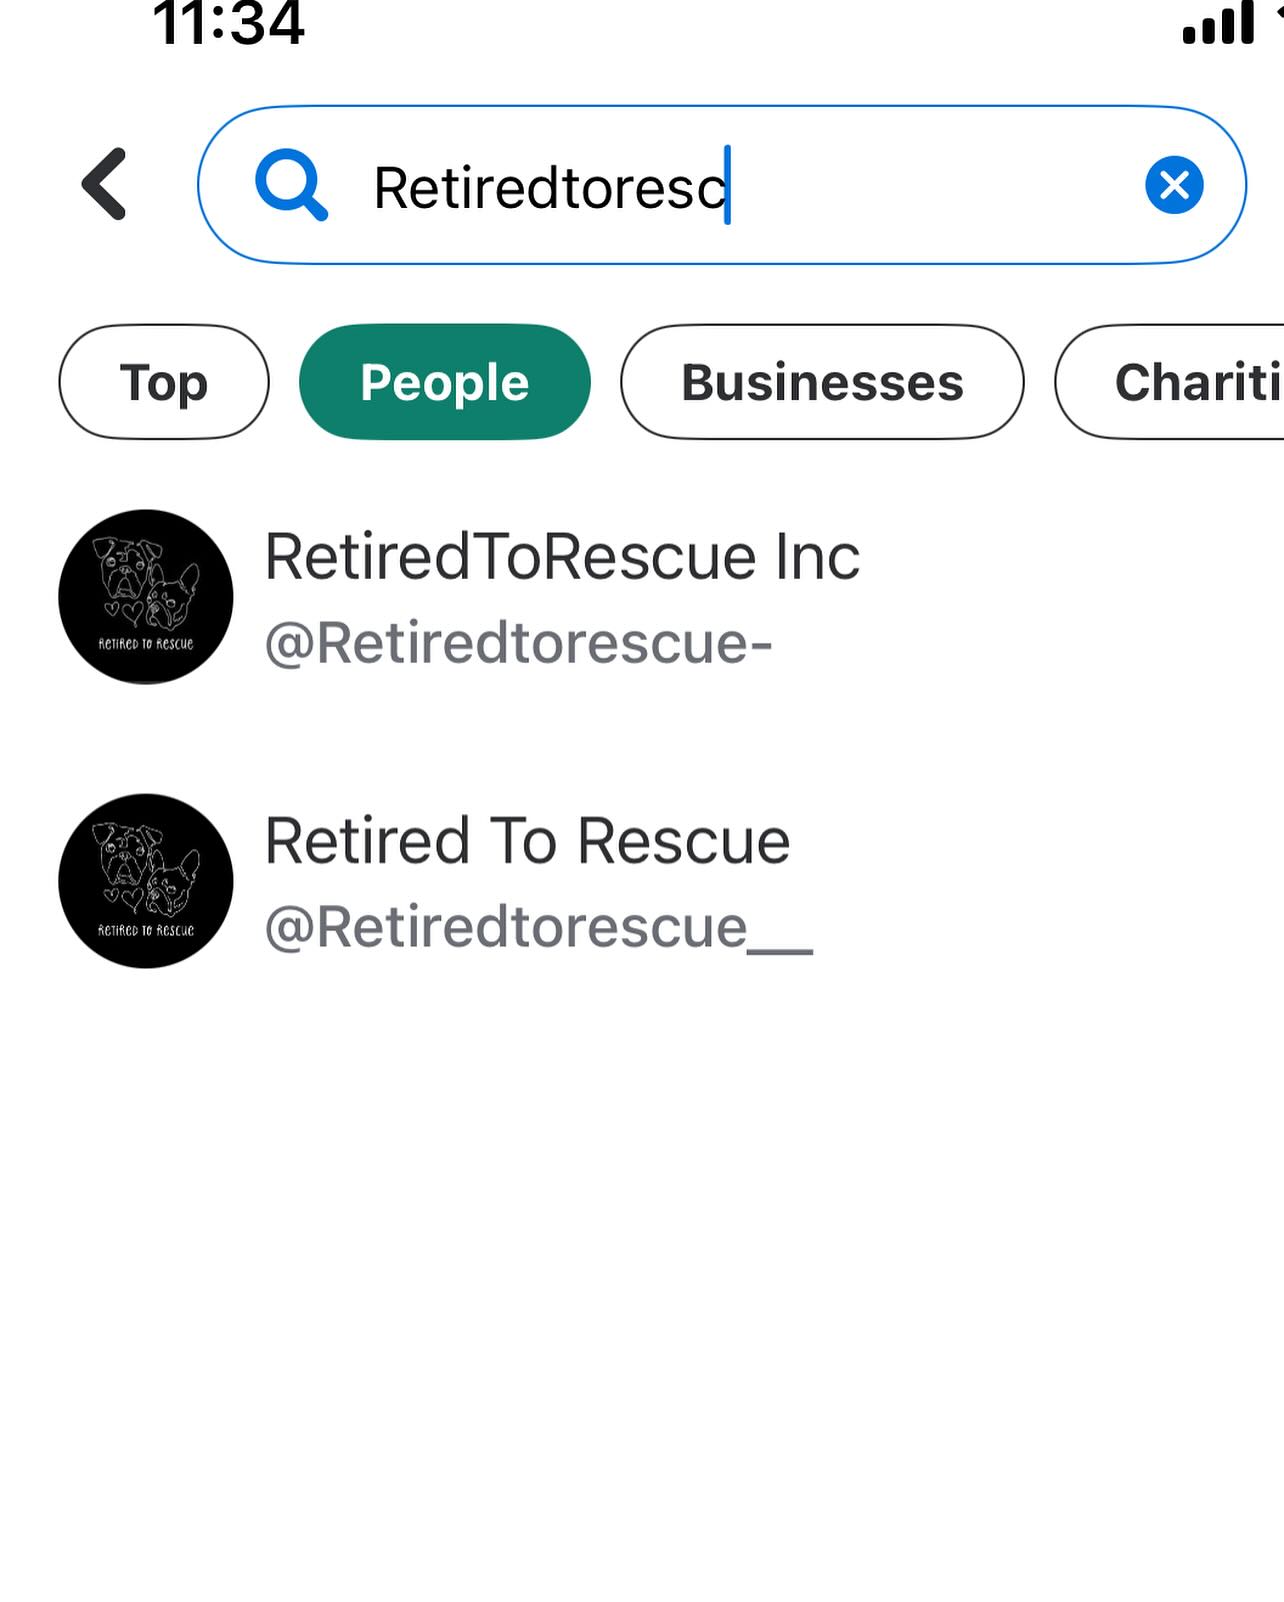 11:34
Retiredtoresc
Top
People
Businesses
Chariti
RetiredToRescue Inc
@Retiredtorescue-
RETIRED TO RESCUE
Retired To Rescue
@Retiredtorescue__
RETIRED TO RESCUE